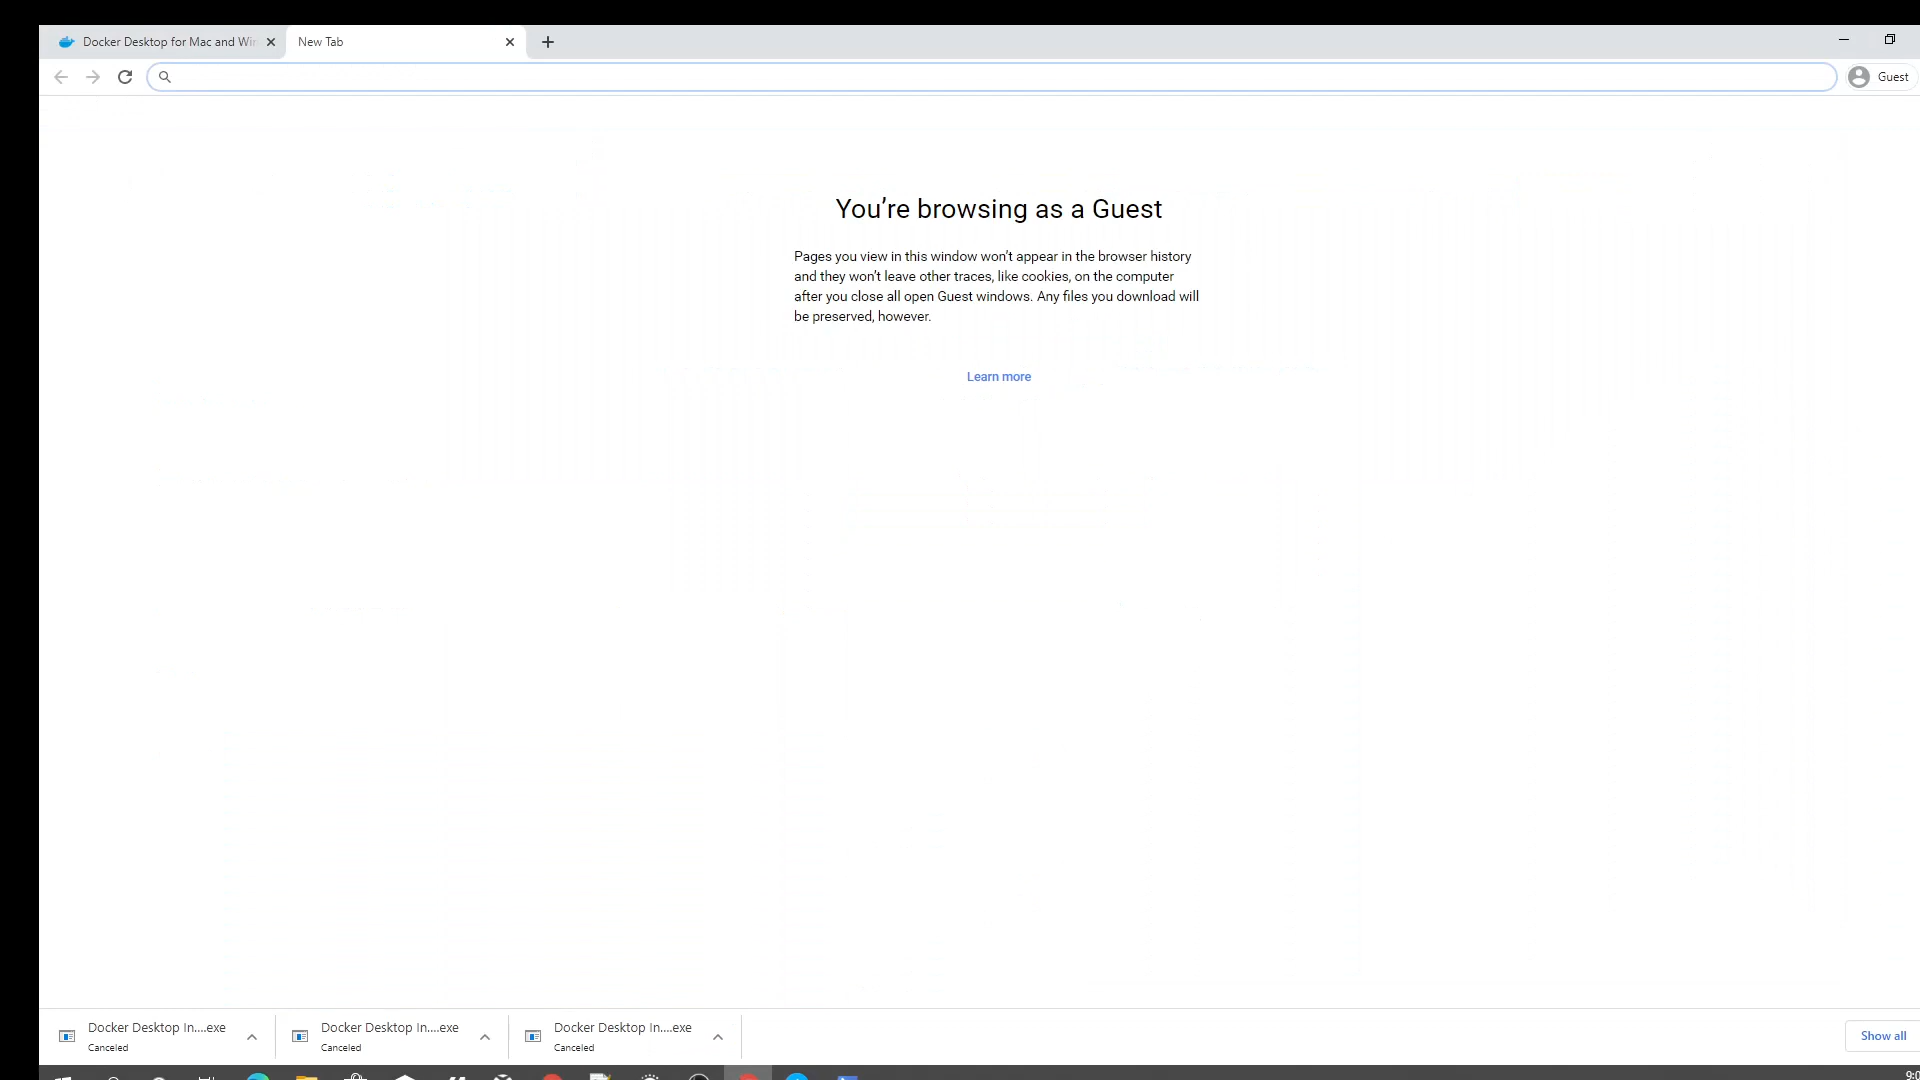 Docker Desktop for Mac and Win
New Tab
Guest
You're browsing as a Guest
Pages you view in this window won't appear in the browser history
and they won't leave other traces, like cookies, on the computer
after you close all open Guest windows. Any files you download will
be preserved, however.
Learn more
Docker Desktop In....exe
Canceled
Docker Desktop In....exe
Canceled
Docker Desktop In....exe
Canceled
Show all